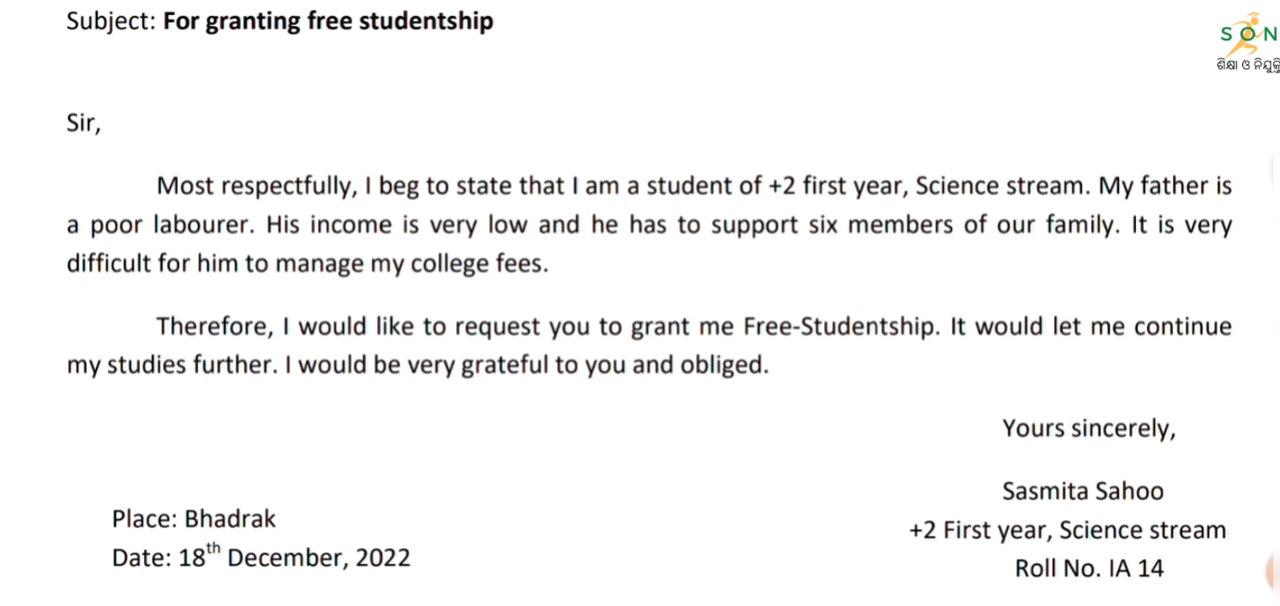 Subject: For granting free studentship
SON
ଶିକ୍ଷା ଓ ନିଯୁକ୍ତି
Sir,
Most respectfully, I beg to state that I am a student of +2 first year, Science stream. My father is
a poor labourer. His income is very low and he has to support six members of our family. It is very
difficult for him to manage my college fees.
Therefore, I would like to request you to grant me Free-Studentship. It would let me continue
my studies further. I would be very grateful to you and obliged.
Yours sincerely,
Sasmita Sahoo
Place: Bhadrak
+2 First year, Science stream
Date: 18th December, 2022
Roll No. IA 14